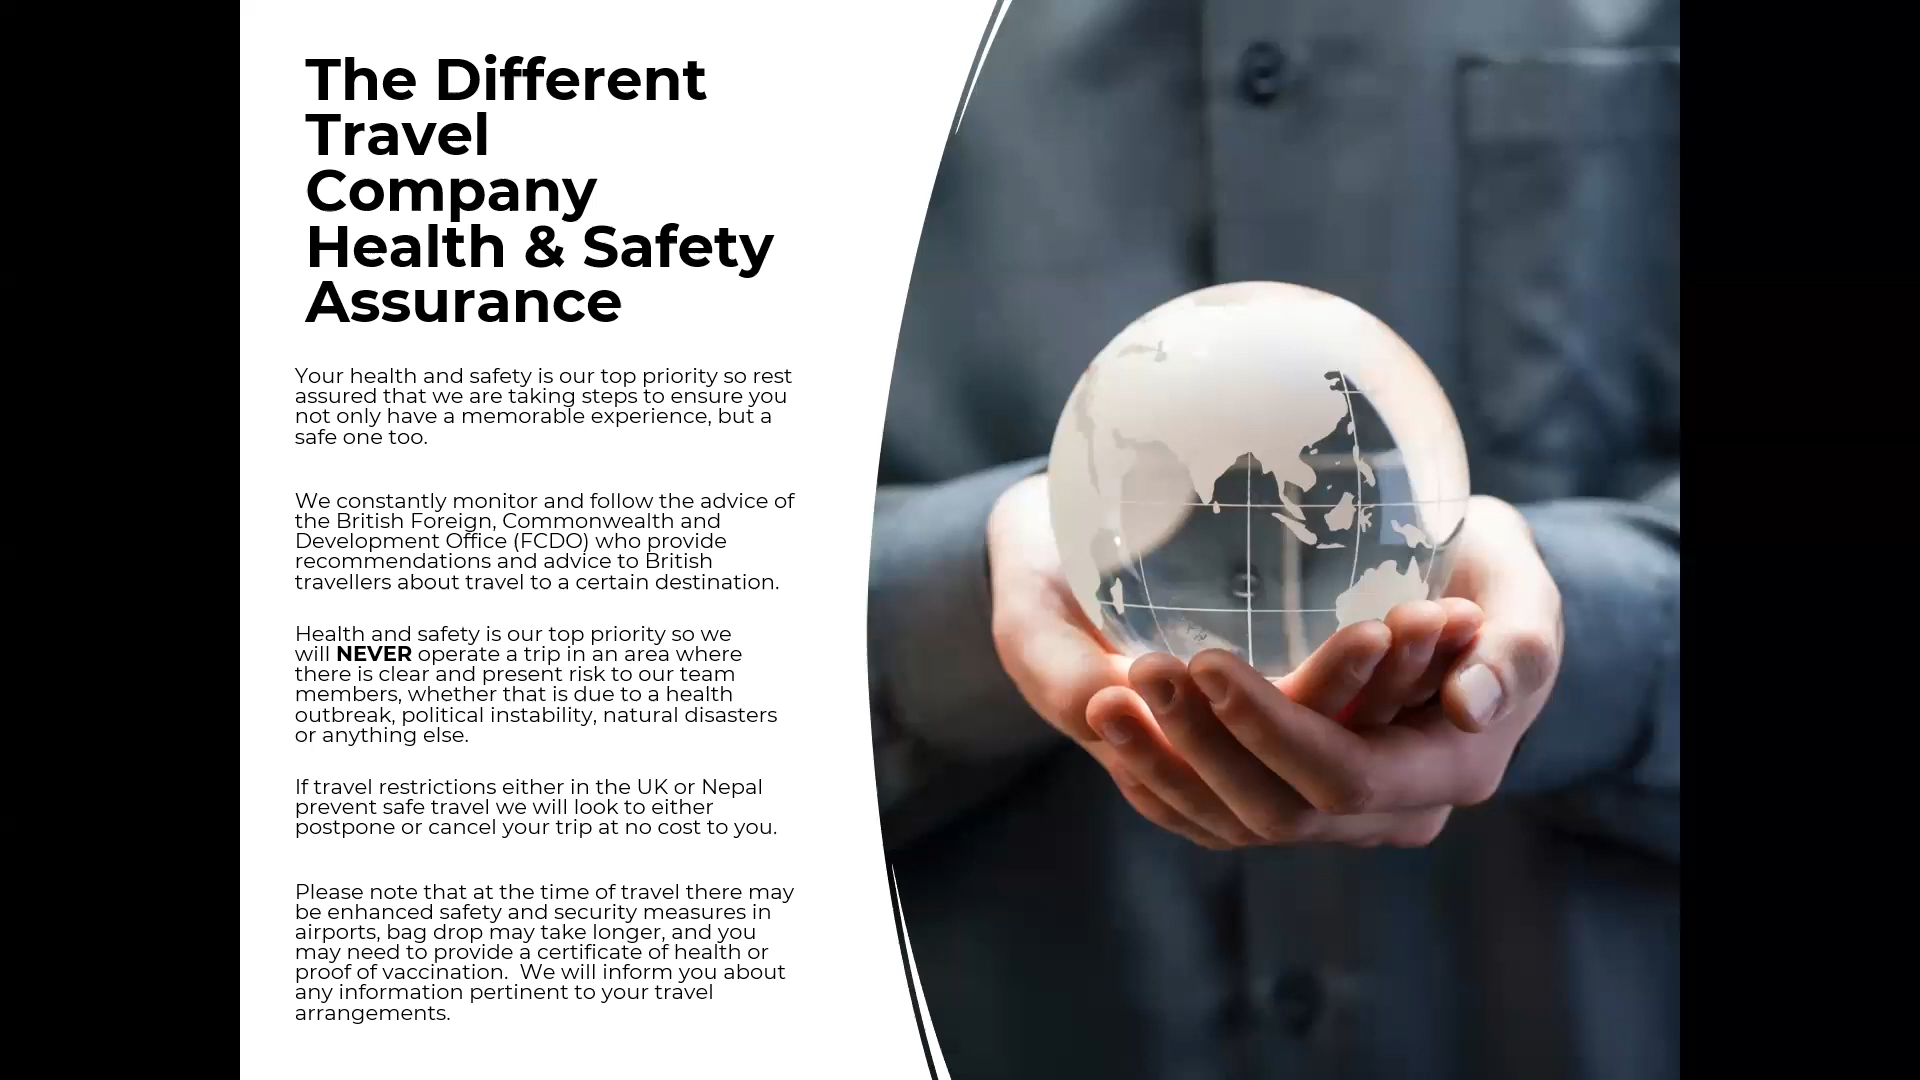 The Different
Travel
Company
Health & Safety
Assurance
Your health and safety is our top priority so rest
assured that we are taking steps to ensure you
not only have a memorable experience, but a
safe one too.
We constantly monitor and follow the advice of
the British Foreign, Commonwealth and
Development Office (FCDO) who provide
recommendations and advice to British
travellers about travel to a certain destination.
Health and safety is our top priority so we
will NEVER operate a trip in an area where
there is clear and present risk to our team
members, whether that is due to a health
outbreak, political instability, natural disasters
or anything else.
If travel restrictions either in the UK or Nepal
prevent safe travel we will look to either
postpone or cancel your trip at no cost to you.
Please note that at the time of travel there may
be enhanced safety and security measures in
airports, bag drop may take longer, and you
may need to provide a certificate of health or
proof of vaccination.  We will inform you about
any information pertinent to your travel
arrangements.